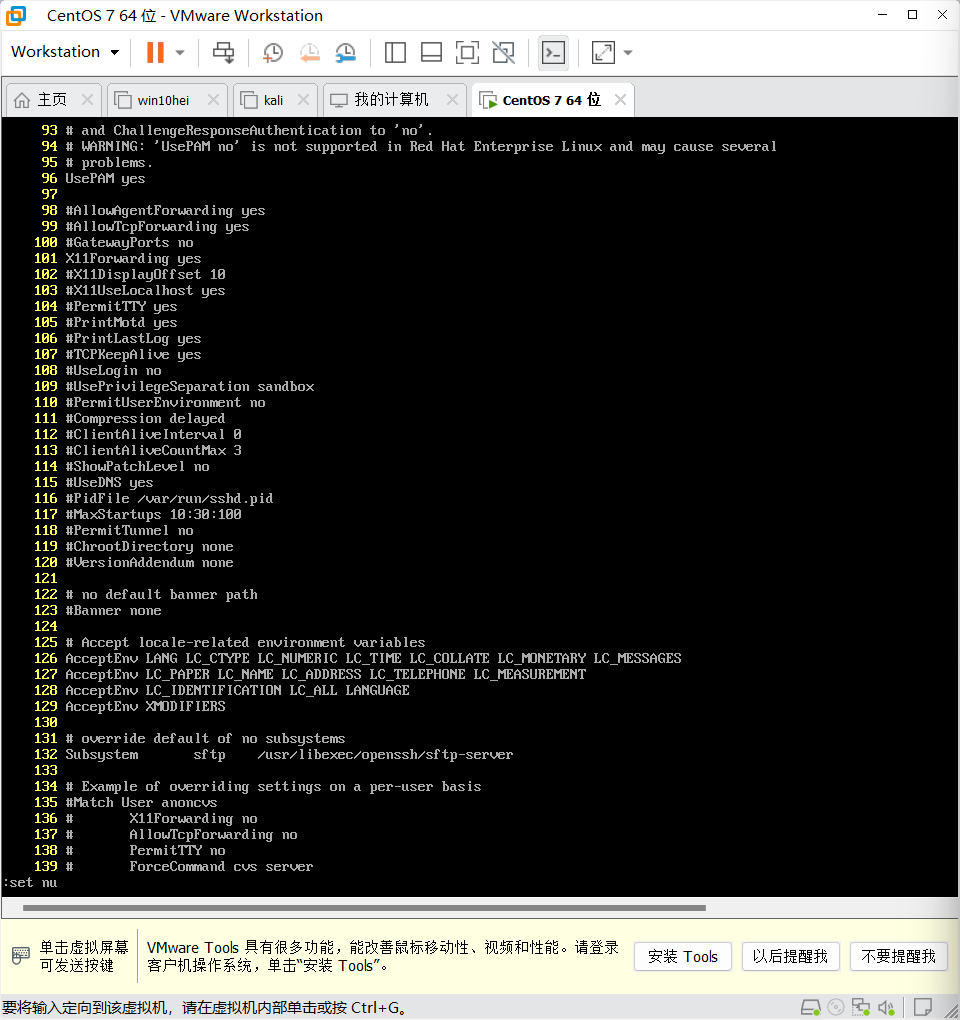 CentOS 7 64 位 - VMware Workstation
Workstation
主页 win10hei kali 我的计算机 CentOS 7 64 位
93 # and ChallengeResponseAuthentication to 'no'.
94 # WARNING: 'UsePAM no' is not supported in Red Hat Enterprise Linux and may cause several
95 # problems.
96 UsePAM yes
97
98 #AllowAgentForwarding yes
99 #AllowTcpForwarding yes
100 #GatewayPorts no
101 X11Forwarding yes
102 #X11DisplayOffset 10
103 #X11UseLocalhost yes
104 #PermitTTY yes
105 #PrintMotd yes
106 #PrintLastLog yes
107 #TCPKeepAlive yes
108 #UseLogin no
109 #UsePrivilegeSeparation sandbox
110 #PermitUserEnvironment no
111 #Compression delayed
112 #ClientAliveInterval 0
113 #ClientAliveCountMax 3
114 #ShowPatchLevel no
115 #UseDNS yes
116 #PidFile /var/run/sshd.pid
117 #MaxStartups 10:30:100
118 #PermitTunnel no
119 #ChrootDirectory none
120 #VersionAddendum none
121
122 # no default banner path
123 #Banner none
124
125 # Accept locale-related environment variables
126 AcceptEnv LANG LC_CTYPE LC_NUMERIC LC_TIME LC_COLLATE LC_MONETARY LC_MESSAGES
127 AcceptEnv LC_PAPER LC_NAME LC_ADDRESS LC_TELEPHONE LC_MEASUREMENT
128 AcceptEnv LC_IDENTIFICATION LC_ALL LANGUAGE
129 AcceptEnv XMODIFIERS
130
131 # override default of no subsystems
132 Subsystem       sftp    /usr/libexec/openssh/sftp-server
133
134 # Example of overriding settings on a per-user basis
135 #Match User anoncvs
136 #       X11Forwarding no
137 #       AllowTcpForwarding no
138 #       PermitTTY no
139 #       ForceCommand cvs server
:set nu
单击虚拟屏幕
可发送按键
VMware Tools 具有很多功能，能改善鼠标移动性、视频和性能。请登录
客户机操作系统，单击“安装 Tools”。
安装 Tools 以后提醒我 不要提醒我
要将输入定向到该虚拟机，请在虚拟机内部单击或按 Ctrl+G。